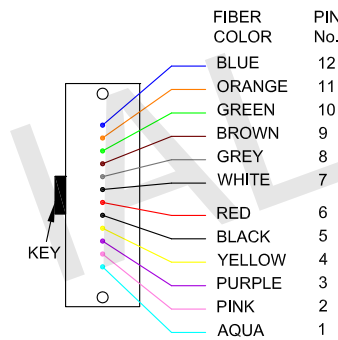 FIBER PIN
COLOR No.
BLUE 12
ORANGE 11
GREEN 10
BROWN 9
GREY 8
WHITE 7
RED 6
BLACK 5
YELLOW 4
PURPLE 3
PINK 2
AQUA 1
KEY